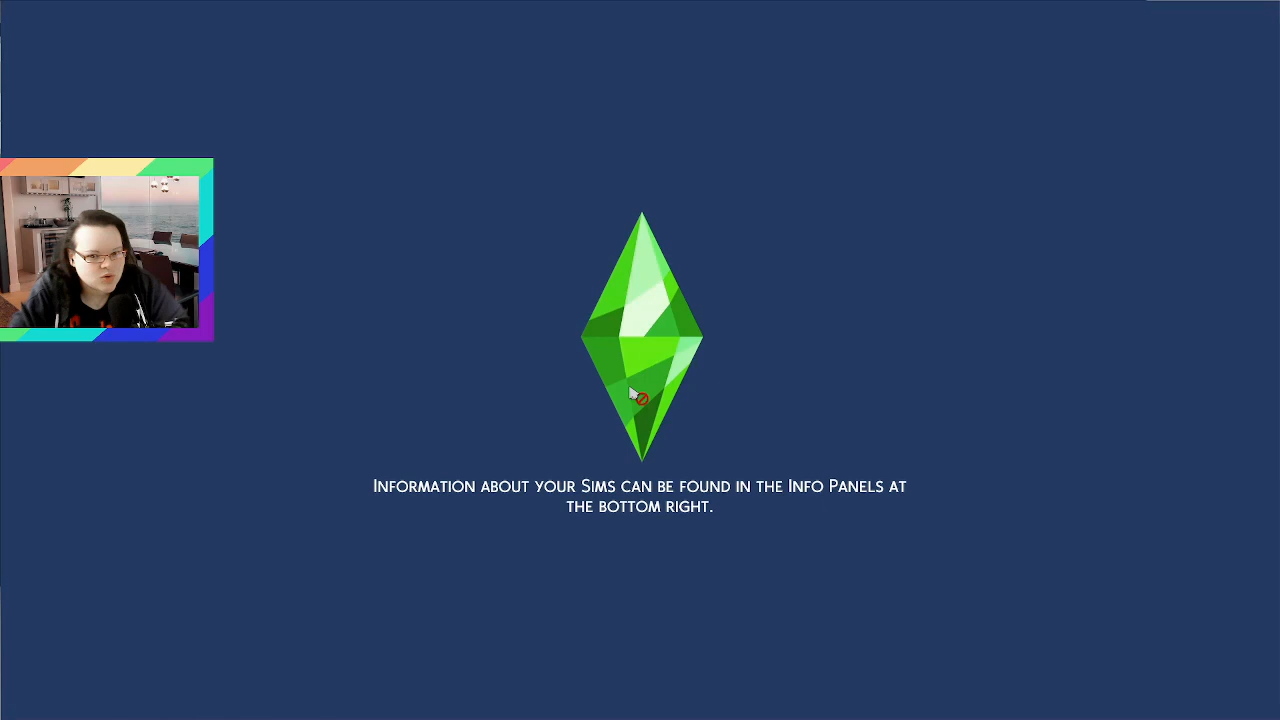 Information about your Sims can be found in the Info Panels at
the bottom right.